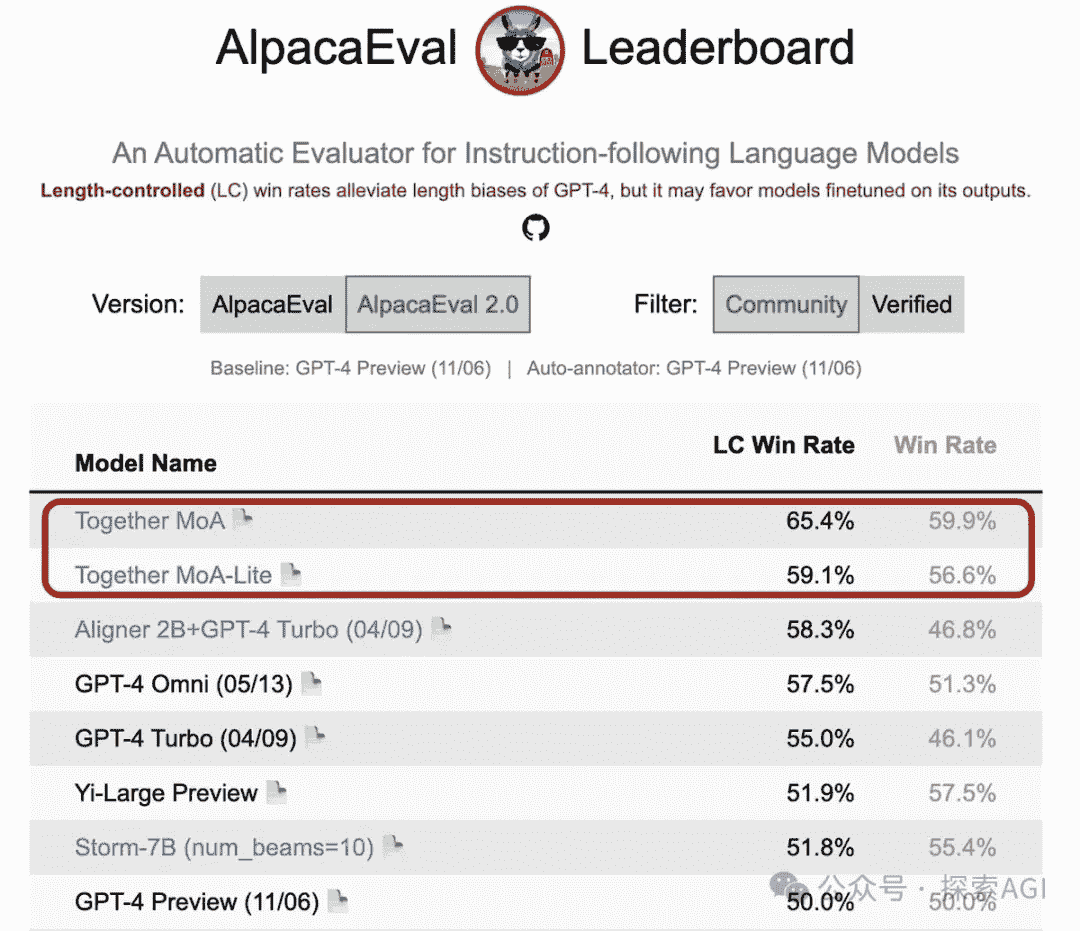 AlpacaEval Leaderboard
An Automatic Evaluator for Instruction-following Language Models
Length-controlled (LC) win rates alleviate length biases of GPT-4, but it may favor models finetuned on its outputs.
Version: AlpacaEval AlpacaEval 2.0 Filter: Community Verified
Baseline: GPT-4 Preview (11/06) | Auto-annotator: GPT-4 Preview (11/06)
Model Name LC Win Rate Win Rate
Together MoA 65.4% 59.9%
Together MoA-Lite 59.1% 56.6%
Aligner 2B+GPT-4 Turbo (04/09) 58.3% 46.8%
GPT-4 Omni (05/13) 57.5% 51.3%
GPT-4 Turbo (04/09) 55.0% 46.1%
Yi-Large Preview 51.9% 57.5%
Storm-7B (num_beams=10) 51.8% 55.4%
GPT-4 Preview (11/06) 50.0% 50.0%
公众号 · 探索AGI